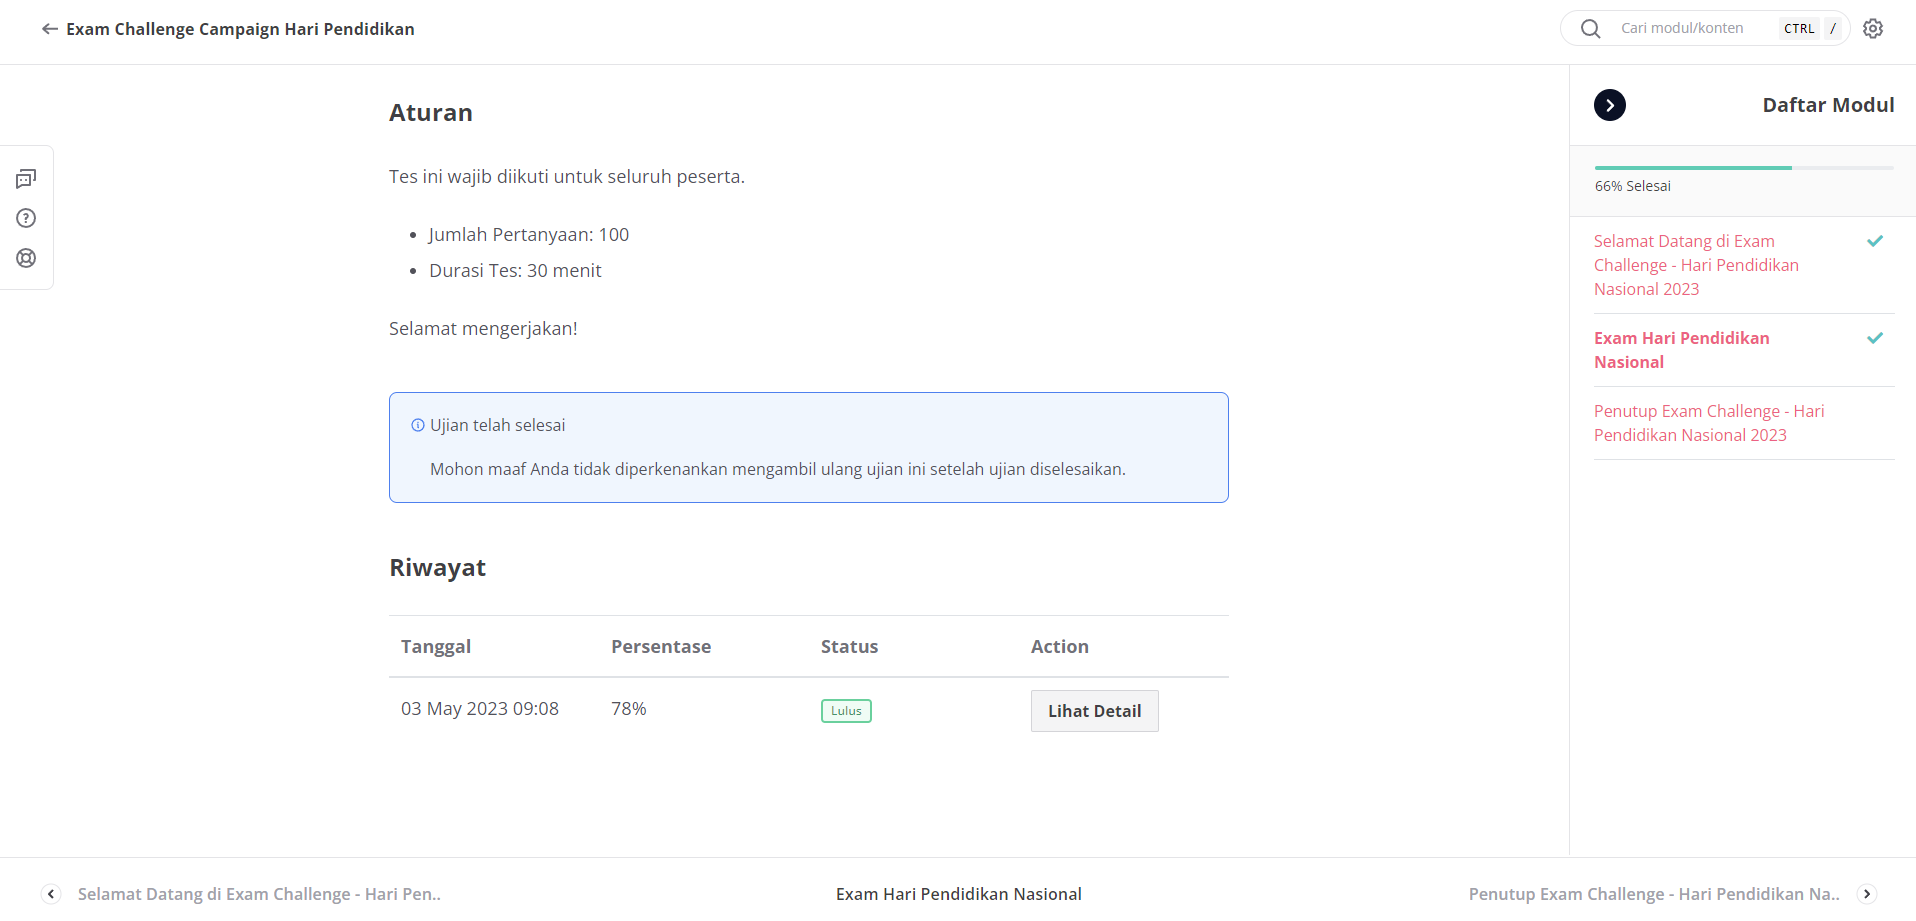 Exam Challenge Campaign Hari Pendidikan
Cari modul/konten
CTRL /
Aturan
Tes ini wajib diikuti untuk seluruh peserta.
Jumlah Pertanyaan: 100
Durasi Tes: 30 menit
Selamat mengerjakan!
Ujian telah selesai
Mohon maaf Anda tidak diperkenankan mengambil ulang ujian ini setelah ujian diselesaikan.
Riwayat
Tanggal Persentase Status Action
03 May 2023 09:08 78% Lulus Lihat Detail
Daftar Modul
66% Selesai
Selamat Datang di Exam
Challenge - Hari Pendidikan
Nasional 2023
Exam Hari Pendidikan
Nasional
Penutup Exam Challenge - Hari
Pendidikan Nasional 2023
Selamat Datang di Exam Challenge - Hari Pen..
Exam Hari Pendidikan Nasional
Penutup Exam Challenge - Hari Pendidikan Na..